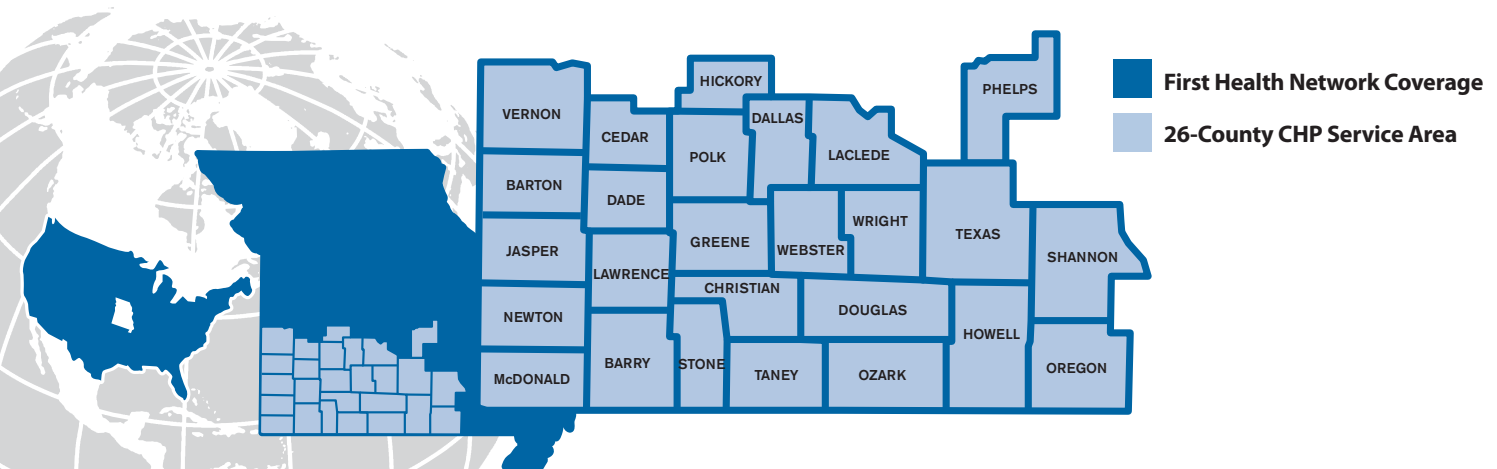 HICKORY
PHELPS
First Health Network Coverage
VERNON
DALLAS
CEDAR
26-County CHP Service Area
POLK
LACLEDE
BARTON
DADE
WRIGHT
TEXAS
GREENE
WEBSTER
JASPER
SHANNON
LAWRENCE
CHRISTIAN
DOUGLAS
NEWTON
HOWELL
BARRY
STONE
OREGON
McDONALD
TANEY
OZARK